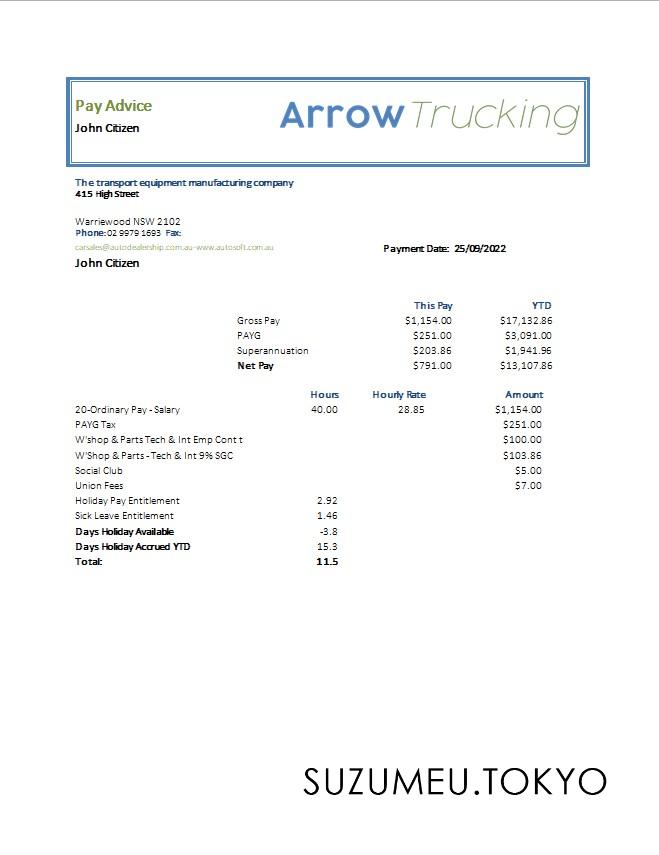 Pay Advice
Arrow Trucking
John Citizen
The transport equipment manufacturing company
415 High Street
Warriewood NSW 2102
Phone: 02 9979 1693 Fax:
carsales@autodealership.com.au-www.autosoft.com.au
Payment Date: 25/09/2022
John Citizen
This Pay YTD
Gross Pay $1,154.00 $17,132.86
PAYG $251.00 $3,091.00
Superannuation $203.86 $1,941.96
Net Pay $791.00 $13,107.86
Hours Hourly Rate Amount
20-Ordinary Pay - Salary 40.00 28.85 $1,154.00
PAYG Tax $251.00
W'shop & Parts Tech & Int Emp Cont t $100.00
W'Shop & Parts - Tech & Int 9% SGC $103.86
Social Club $5.00
Union Fees $7.00
Holiday Pay Entitlement 2.92
Sick Leave Entitlement 1.46
Days Holiday Available -3.8
Days Holiday Accrued YTD 15.3
Total: 11.5
SUZUMEU.TOKYO